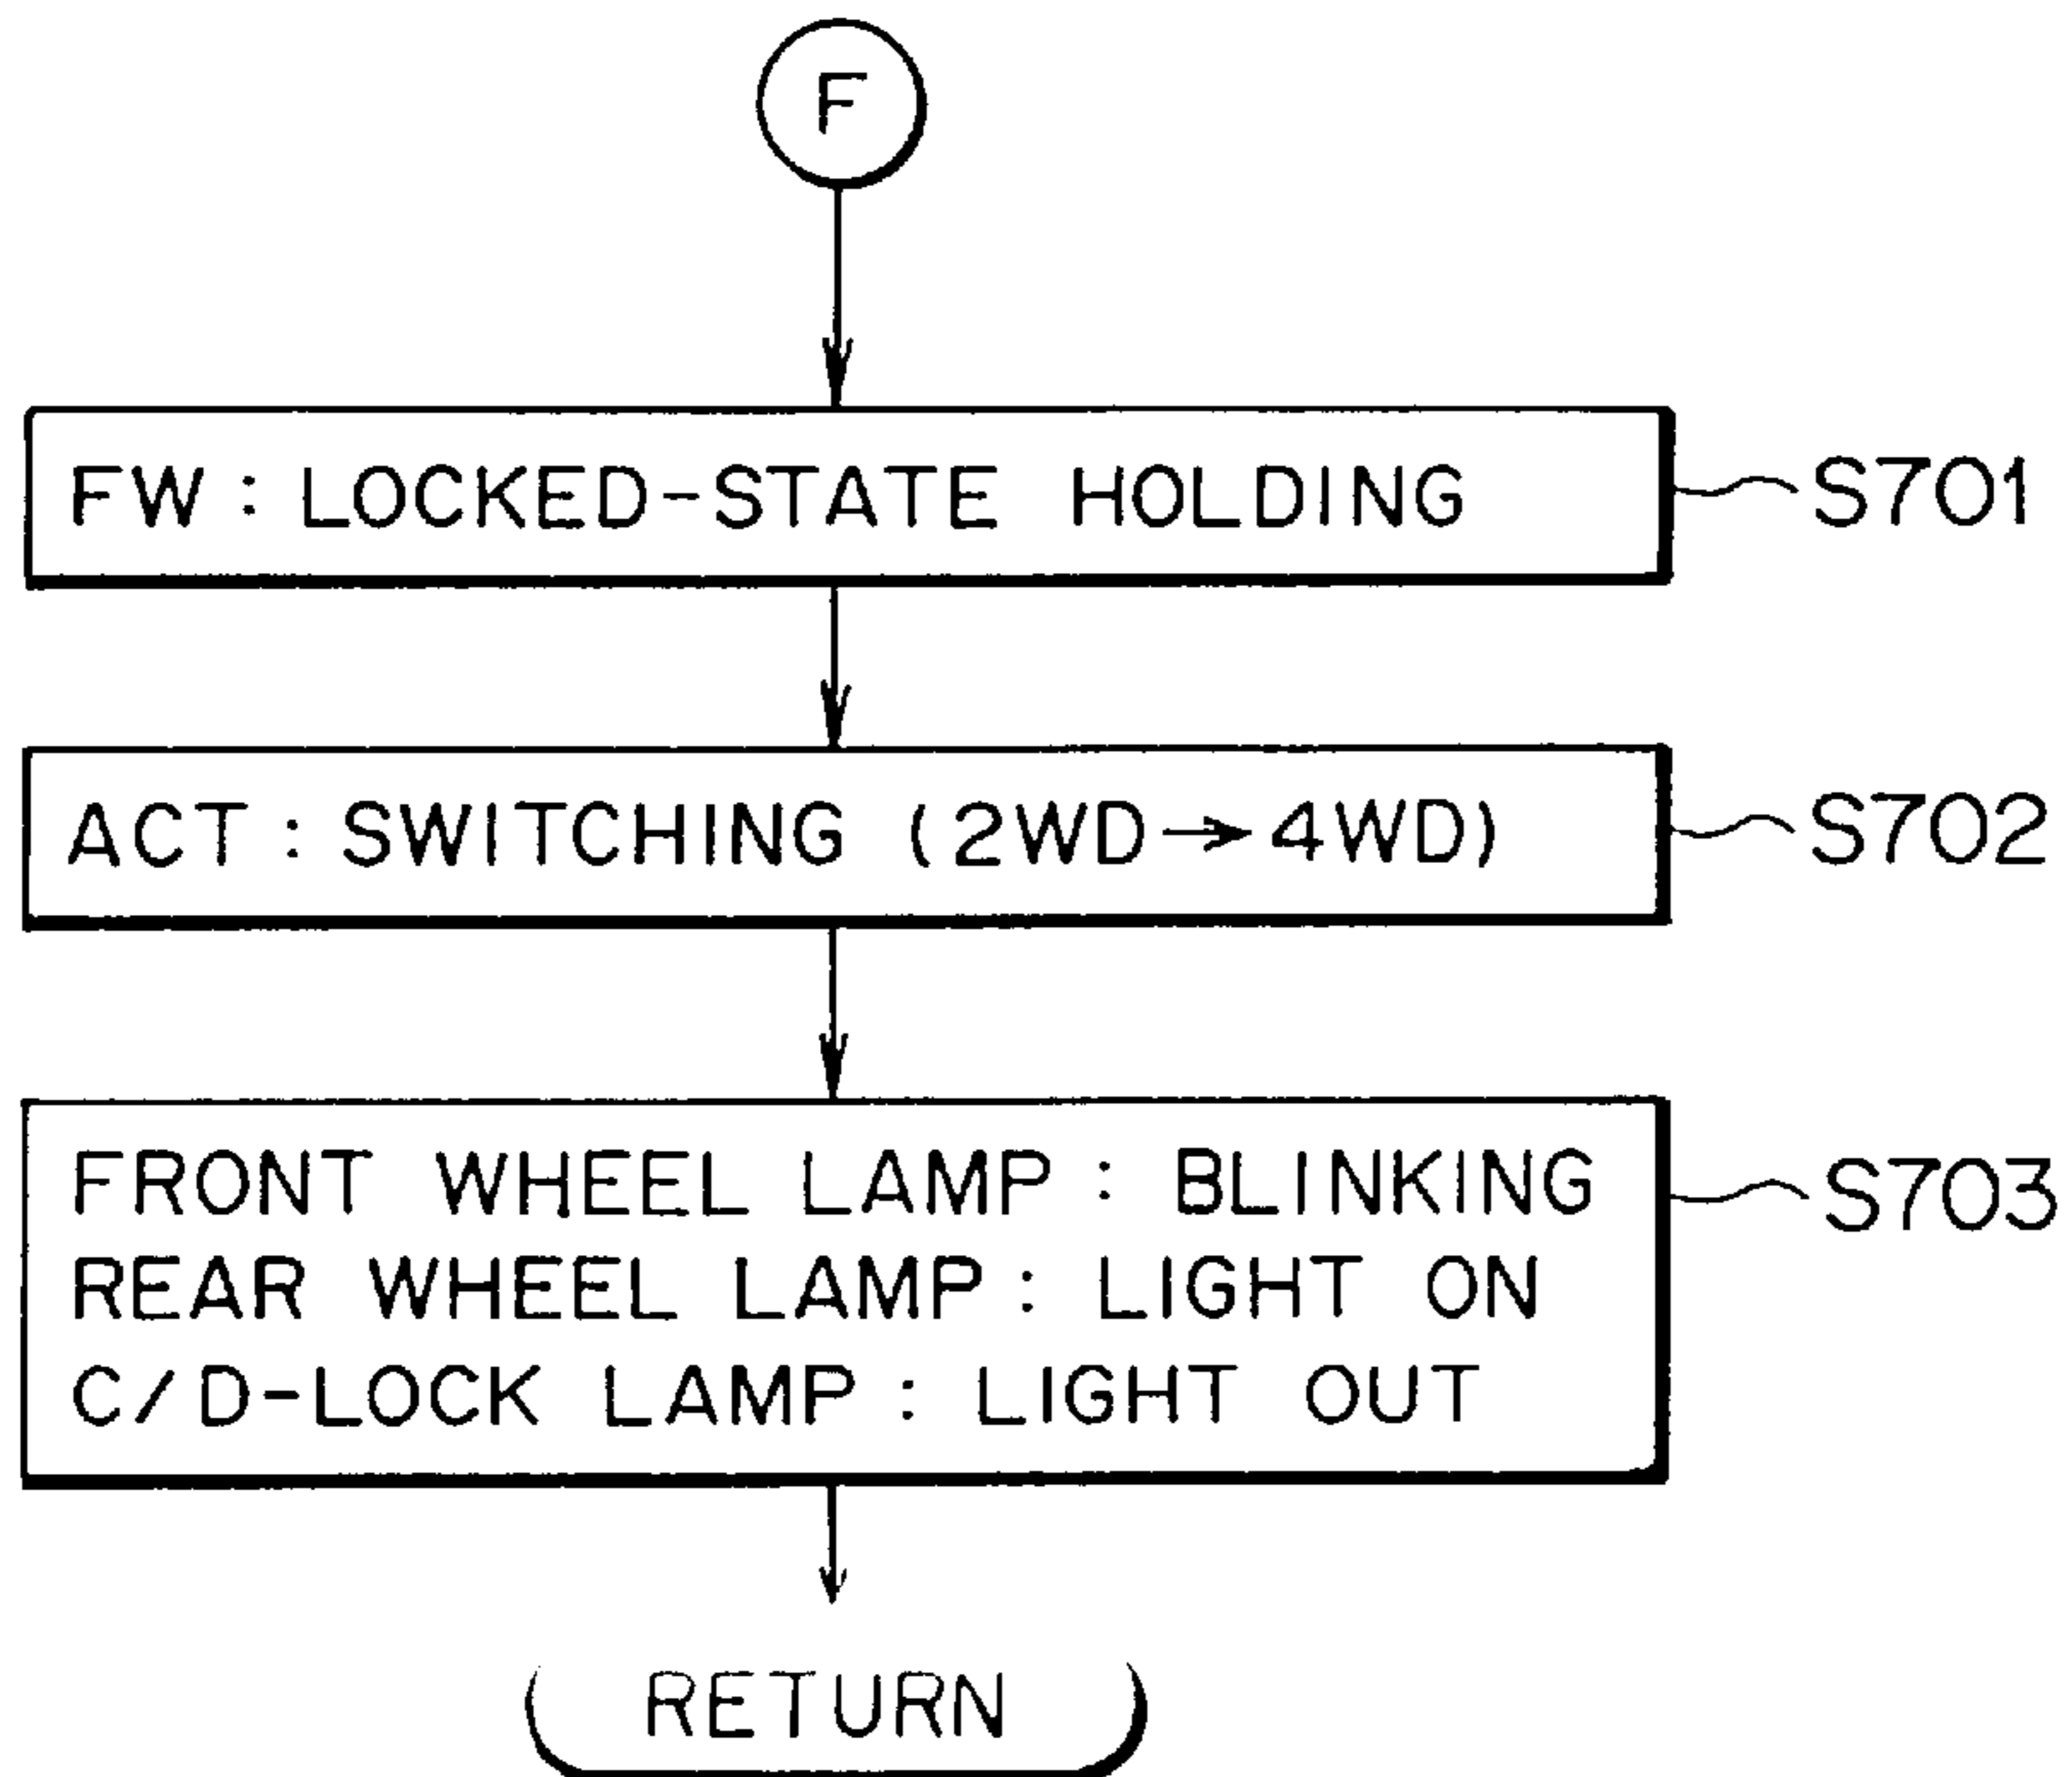 F
FW : LOCKED-STATE HOLDING
S701
ACT : SWITCHING (2WD→4WD)
S702
FRONT WHEEL LAMP : BLINKING
S703
REAR WHEEL LAMP : LIGHT ON
C/D-LOCK LAMP : LIGHT OUT
RETURN